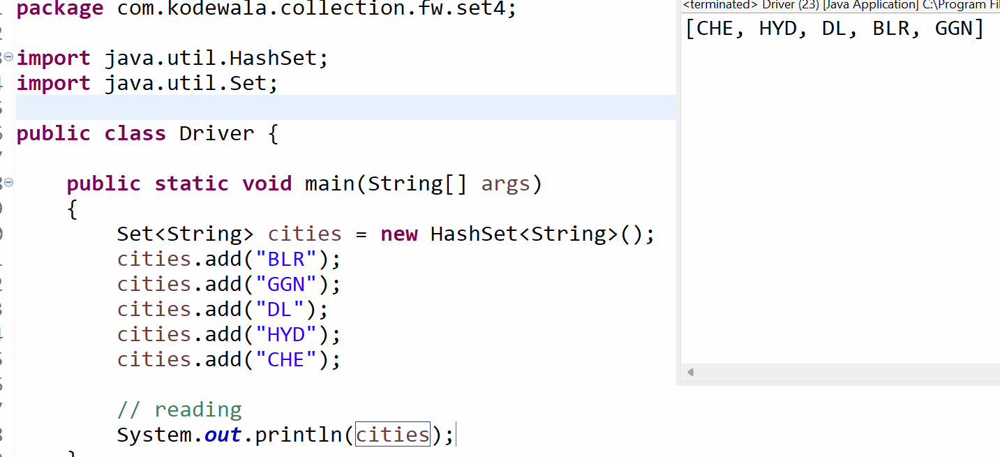 package com.kodewala.collection.fw.set4;
import java.util.HashSet;
import java.util.Set;
public class Driver {
public static void main(String[] args)
{
Set<String> cities = new HashSet<String>();
cities.add("BLR");
cities.add("GGN");
cities.add("DL");
cities.add("HYD");
cities.add("CHE");
// reading
System.out.println(cities);
}
<terminated> Driver (23) [Java Application] C:\Program
[CHE, HYD, DL, BLR, GGN]